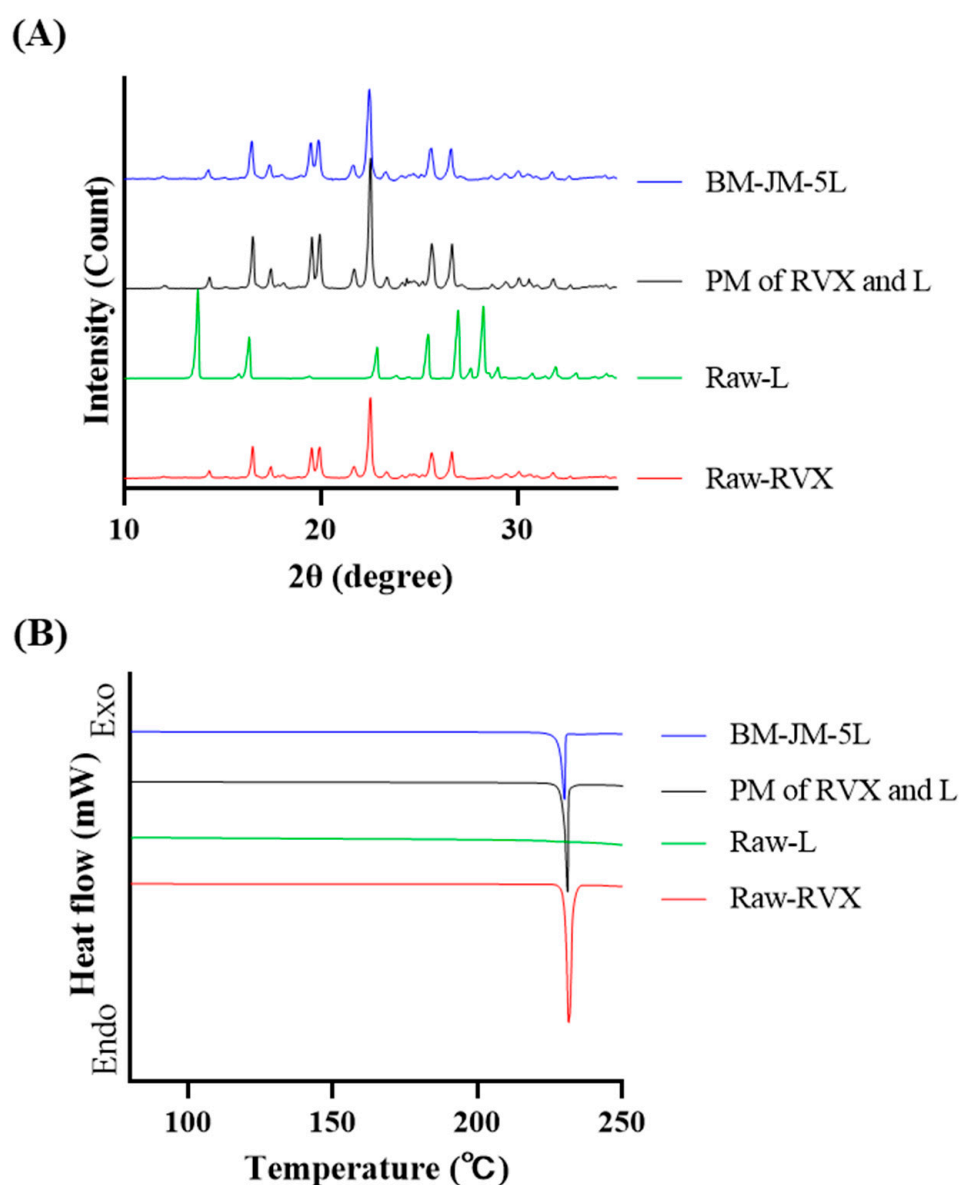 (A)
Intensity (Count)
BM-JM-5L
PM of RVX and L
Raw-L
Raw-RVX
10 20 30
2θ (degree)
(B)
Exo
Heat flow (mW)
Endo
BM-JM-5L
PM of RVX and L
Raw-L
Raw-RVX
100 150 200 250
Temperature (℃)